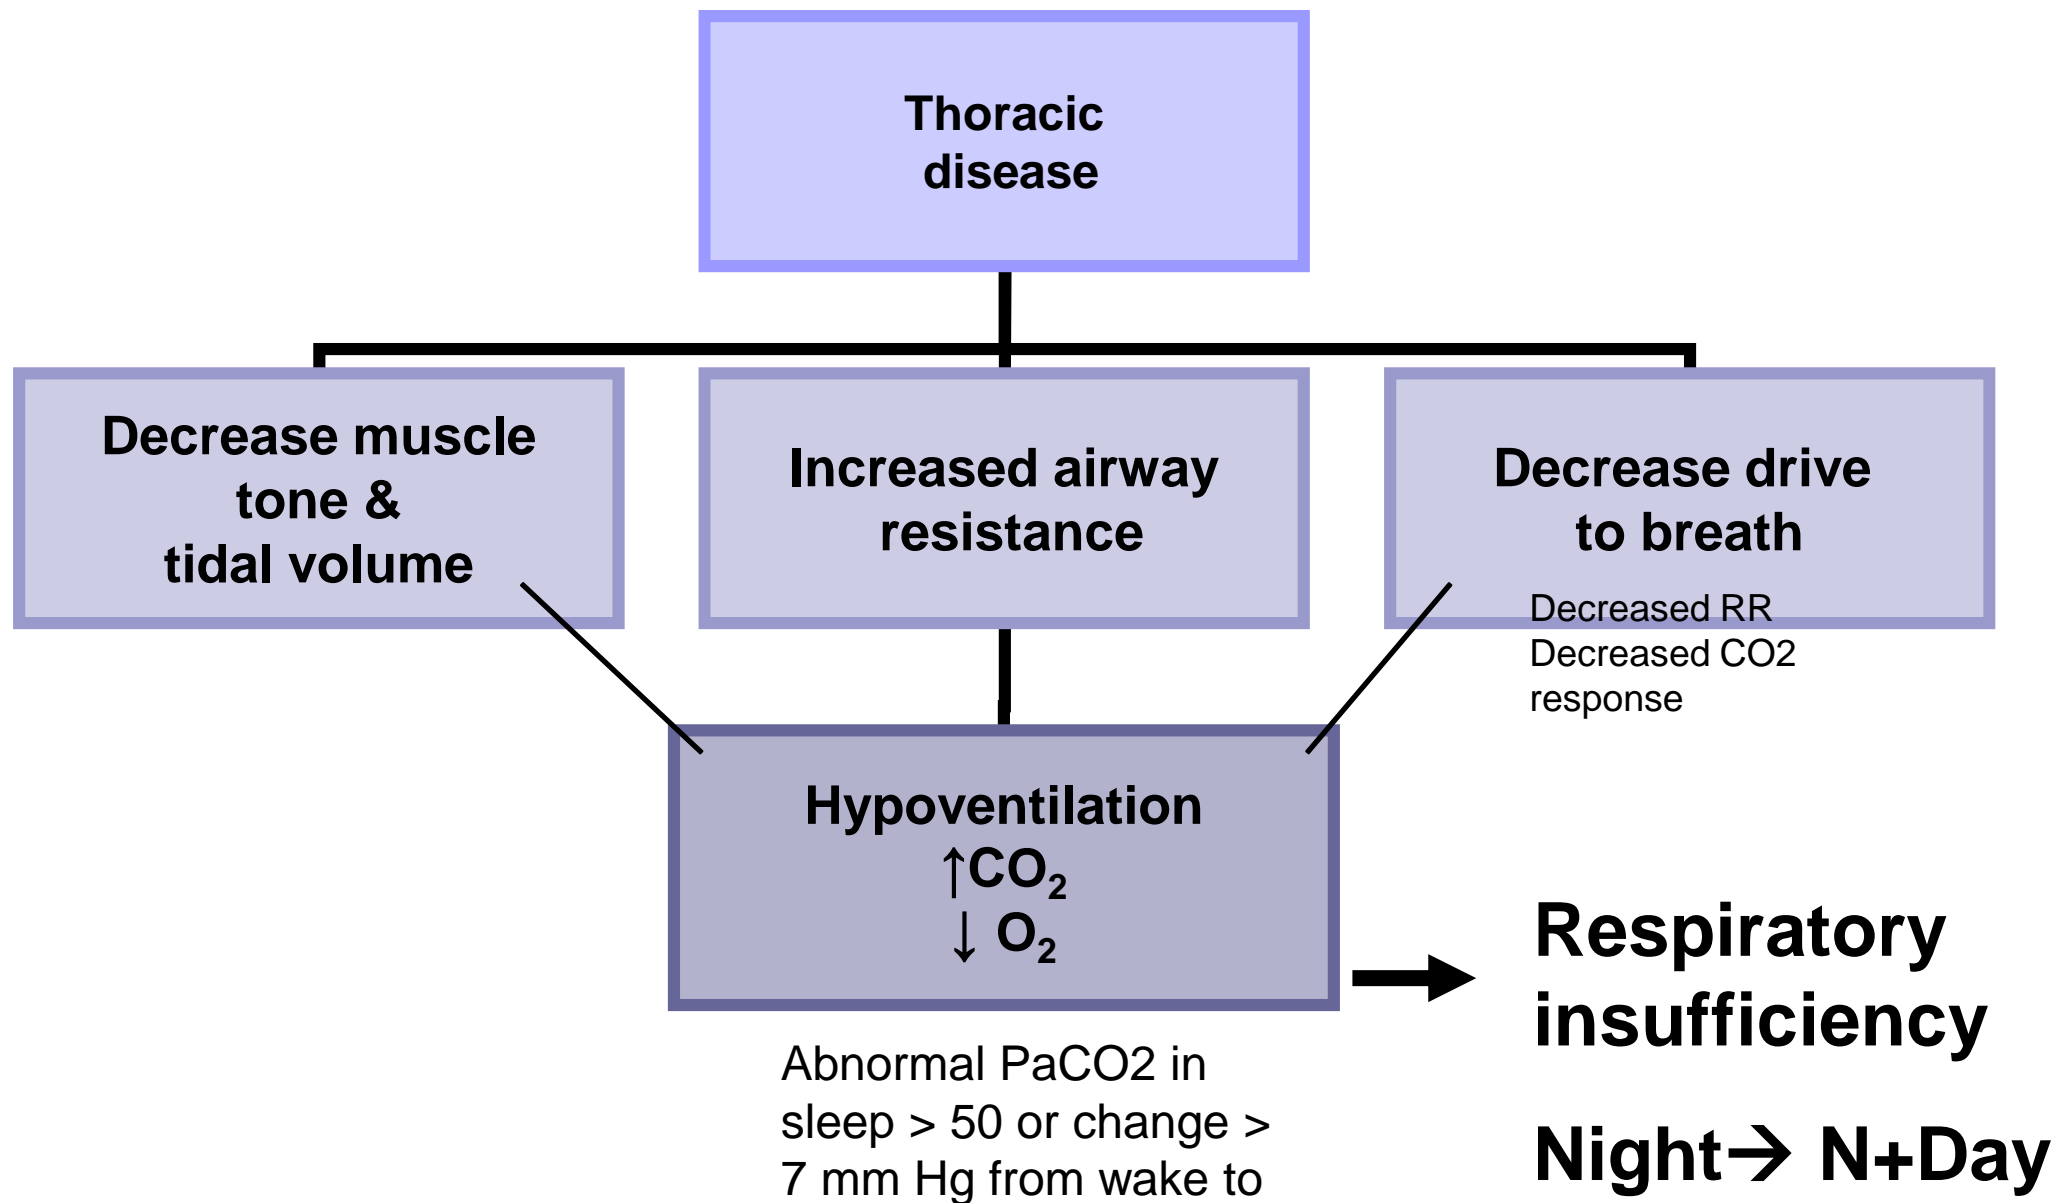 Thoracic
disease
Decrease muscle
tone &
tidal volume
Increased airway
resistance
Decrease drive
to breath
Decreased RR
Decreased CO2
response
Hypoventilation
↑CO₂
↓ O₂
Respiratory
insufficiency
Night→ N+Day
Abnormal PaCO2 in
sleep > 50 or change >
7 mm Hg from wake to